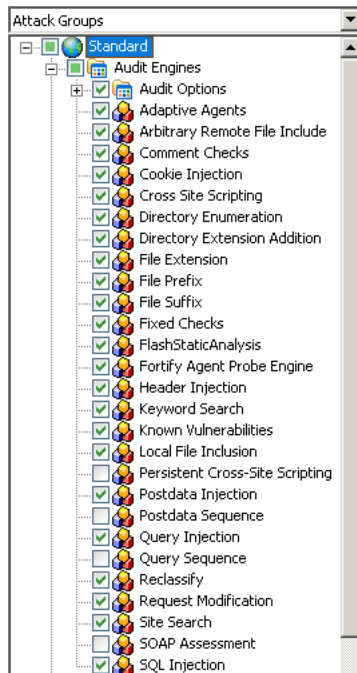 Attack Groups
Standard
Audit Engines
Audit Options
Adaptive Agents
Arbitrary Remote File Include
Comment Checks
Cookie Injection
Cross Site Scripting
Directory Enumeration
Directory Extension Addition
File Extension
File Prefix
File Suffix
Fixed Checks
FlashStaticAnalysis
Fortify Agent Probe Engine
Header Injection
Keyword Search
Known Vulnerabilities
Local File Inclusion
Persistent Cross-Site Scripting
Postdata Injection
Postdata Sequence
Query Injection
Query Sequence
Reclassify
Request Modification
Site Search
SOAP Assessment
SQL Injection